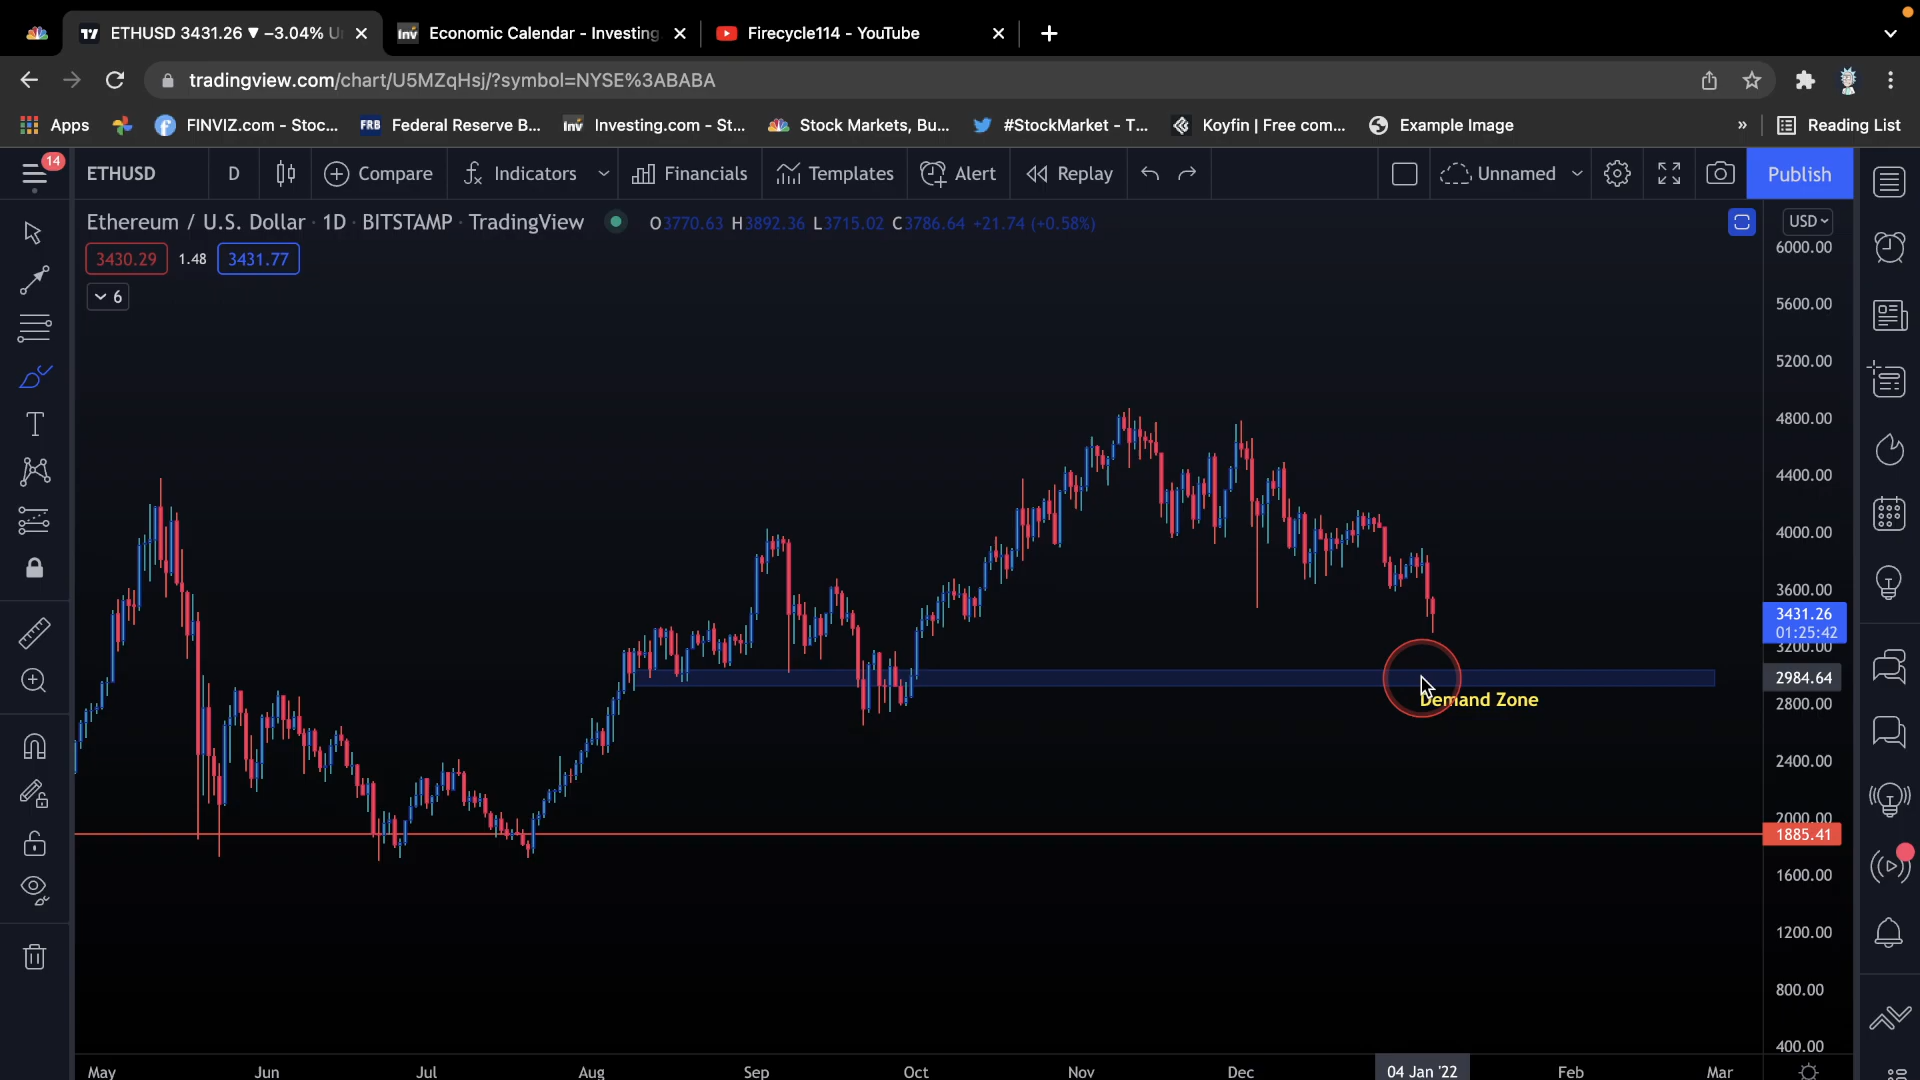 ETHUSD 3431.26 ▼ −3.04% U
Economic Calendar - Investing
Firecycle114 - YouTube
tradingview.com/chart/U5MZqHsj/?symbol=NYSE%3ABABA
Apps
FINVIZ.com - Stoc...
FRB Federal Reserve B...
Inv Investing.com - St...
Stock Markets, Bu...
#StockMarket - T...
Koyfin | Free com...
Example Image
»
Reading List
14
ETHUSD
D
Compare
Indicators
Financials
Templates
Alert
Replay
Unnamed
Publish
Ethereum / U.S. Dollar · 1D · BITSTAMP · TradingView
O3770.63 H3892.36 L3715.02 C3786.64 +21.74 (+0.58%)
USD
3430.29 1.48 3431.77
6
6000.00
5600.00
5200.00
4800.00
4400.00
4000.00
3600.00
3431.26
01:25:42
3200.00
2984.64
Demand Zone
2800.00
2400.00
2000.00
1885.41
1600.00
1200.00
800.00
400.00
May Jun Jul Aug Sep Oct Nov Dec 04 Jan '22 Feb Mar